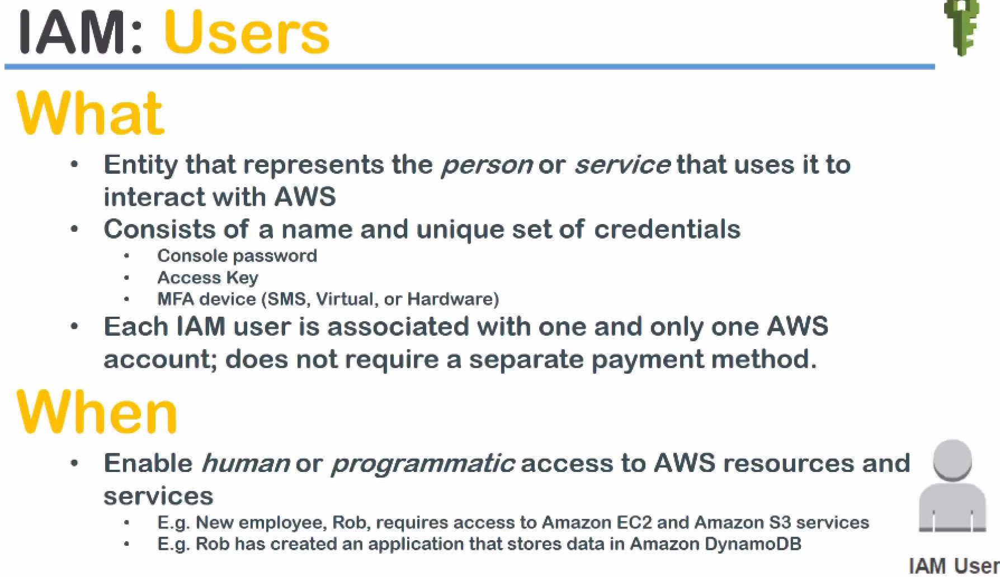 IAM: Users
What
• Entity that represents the person or service that uses it to
interact with AWS
• Consists of a name and unique set of credentials
• Console password
• Access Key
• MFA device (SMS, Virtual, or Hardware)
• Each IAM user is associated with one and only one AWS
account; does not require a separate payment method.
When
• Enable human or programmatic access to AWS resources and
services
• E.g. New employee, Rob, requires access to Amazon EC2 and Amazon S3 services
• E.g. Rob has created an application that stores data in Amazon DynamoDB
IAM User